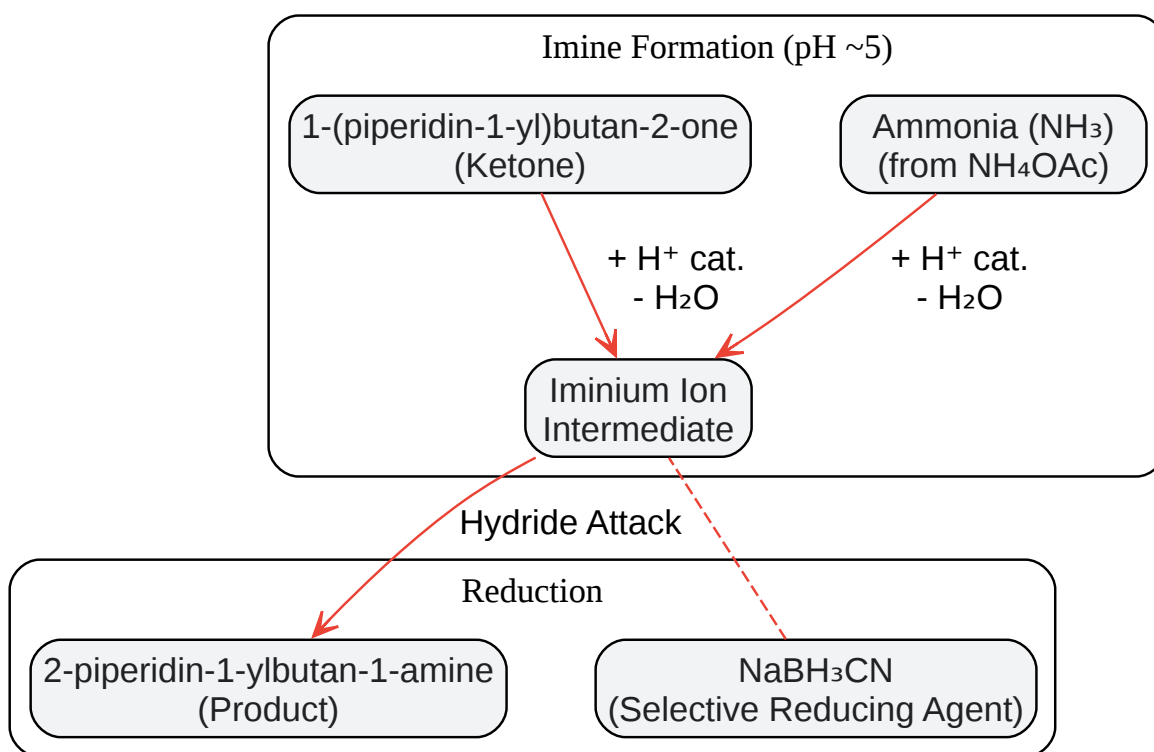 Imine Formation (pH ~5)
1-(piperidin-1-yl)butan-2-one
(Ketone)
Ammonia (NH₃)
(from NH₄OAc)
+ H⁺ cat.
- H₂O
+ H⁺ cat.
- H₂O
Iminium Ion
Intermediate
Hydride Attack
Reduction
2-piperidin-1-ylbutan-1-amine
(Product)
NaBH₃CN
(Selective Reducing Agent)